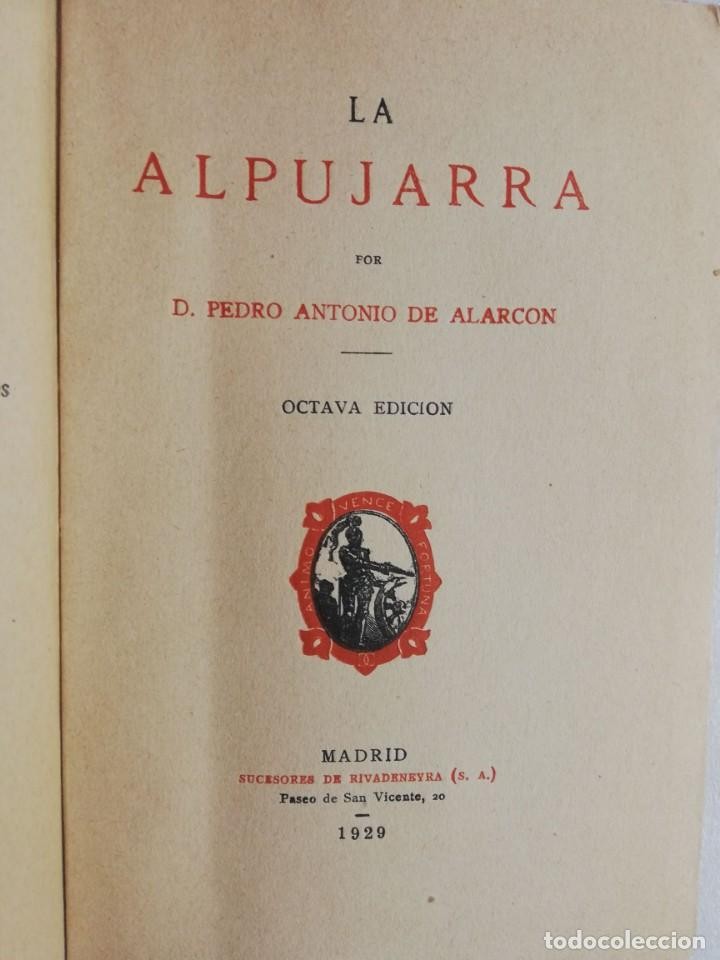 LA
ALPUJARRA
POR
D. PEDRO ANTONIO DE ALARCON
OCTAVA EDICION
ANIMO VENCE FORTUNA
MADRID
SUCESORES DE RIVADENEYRA (S. A.)
Paseo de San Vicente, 20
1929
todocoleccion